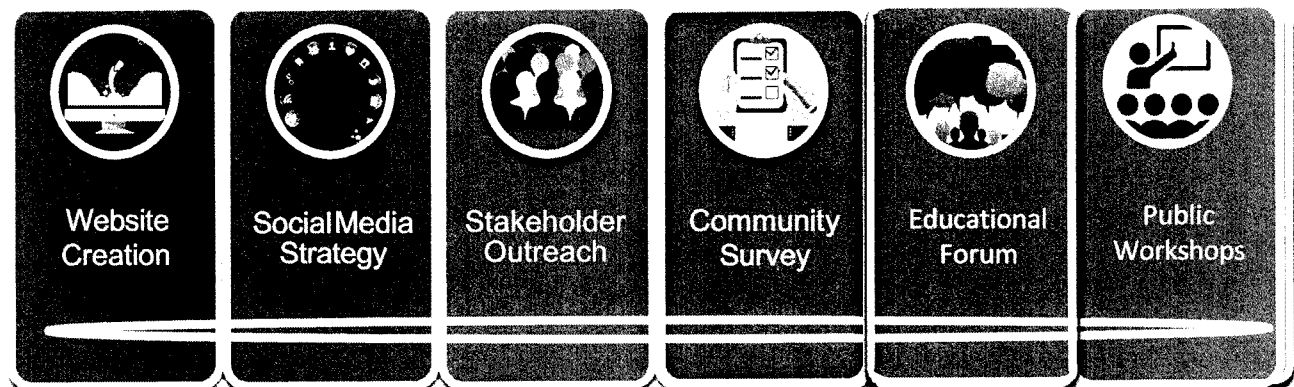 Website
Creation
Social Media
Strategy
Stakeholder
Outreach
Community
Survey
Educational
Forum
Public
Workshops